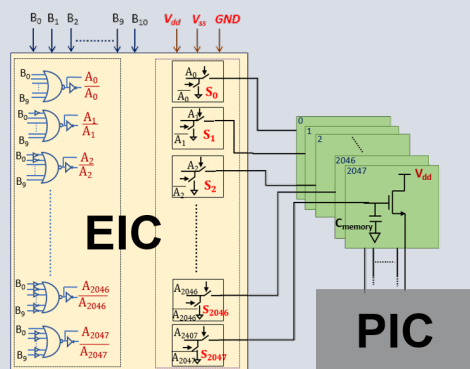 B0 B1 B2 B9 B10 Vdd Vss GND
B0 A0
B9 A0
A0
A0 S0
B0 A1
B9 A1
A1
A1 S1
B0 A2
B9 A2
A2
S2
EIC
B0 A2046
B9 A2046
A2046
A2046 S2046
B0 A2047
B9 A2047
A2407
A2047 S2047
0
1
2
2046
2047
Vdd
Cmemory
PIC